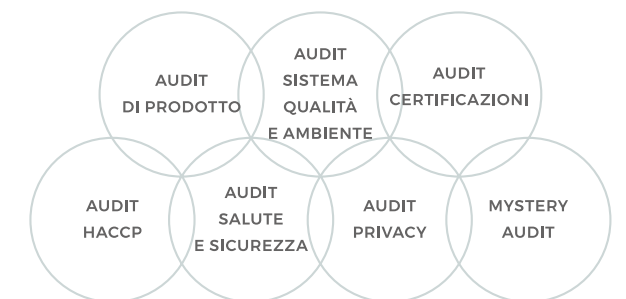 AUDIT
DI PRODOTTO
AUDIT
SISTEMA
QUALITÀ
E AMBIENTE
AUDIT
CERTIFICAZIONI
AUDIT
HACCP
AUDIT
SALUTE
E SICUREZZA
AUDIT
PRIVACY
MYSTERY
AUDIT